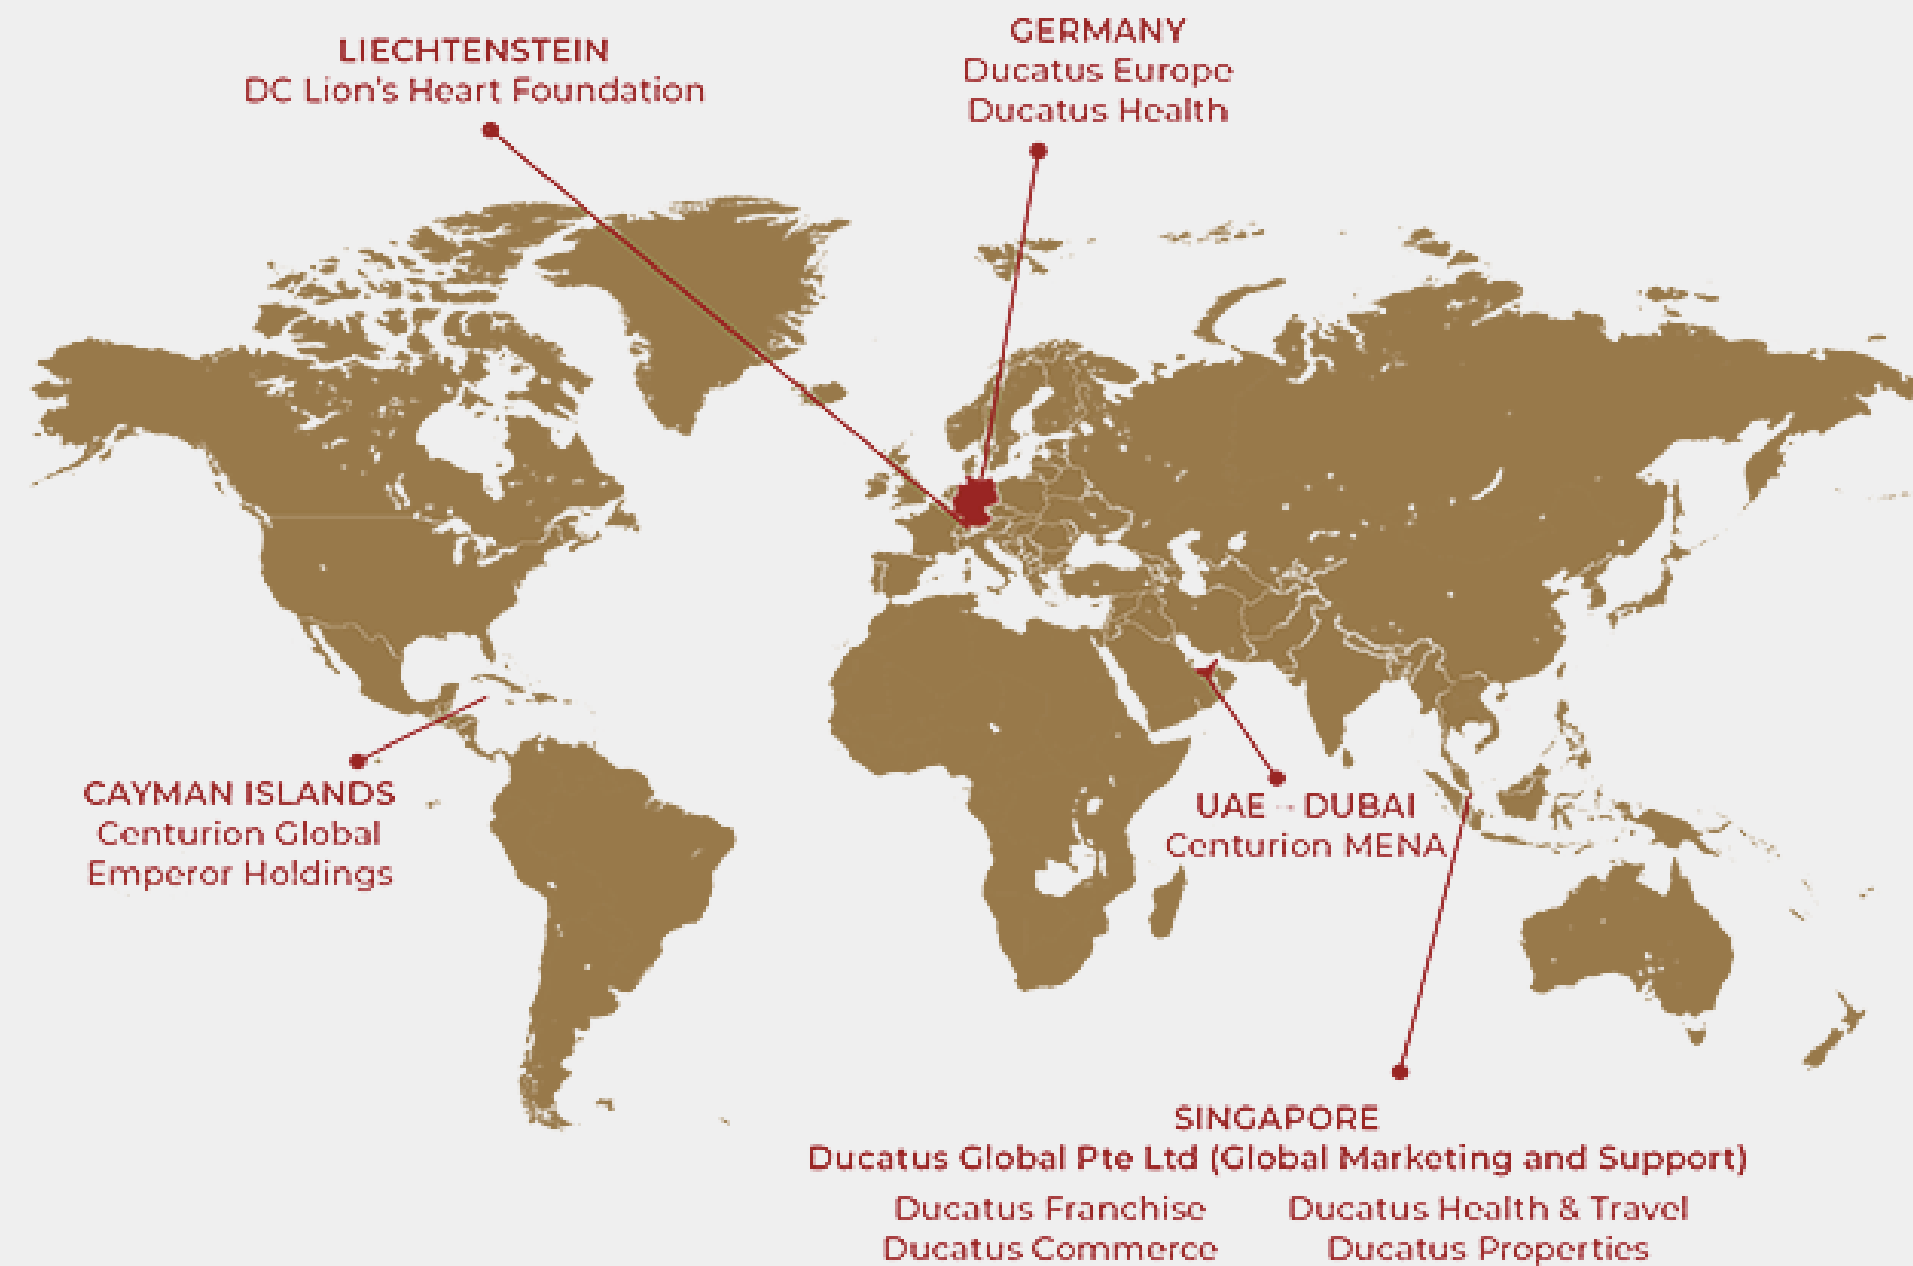 LIECHTENSTEIN
DC Lion's Heart Foundation
GERMANY
Ducatus Europe
Ducatus Health
CAYMAN ISLANDS
Centurion Global
Emperor Holdings
UAE - DUBAI
Centurion MENA
SINGAPORE
Ducatus Global Pte Ltd (Global Marketing and Support)
Ducatus Franchise
Ducatus Commerce
Ducatus Health & Travel
Ducatus Properties